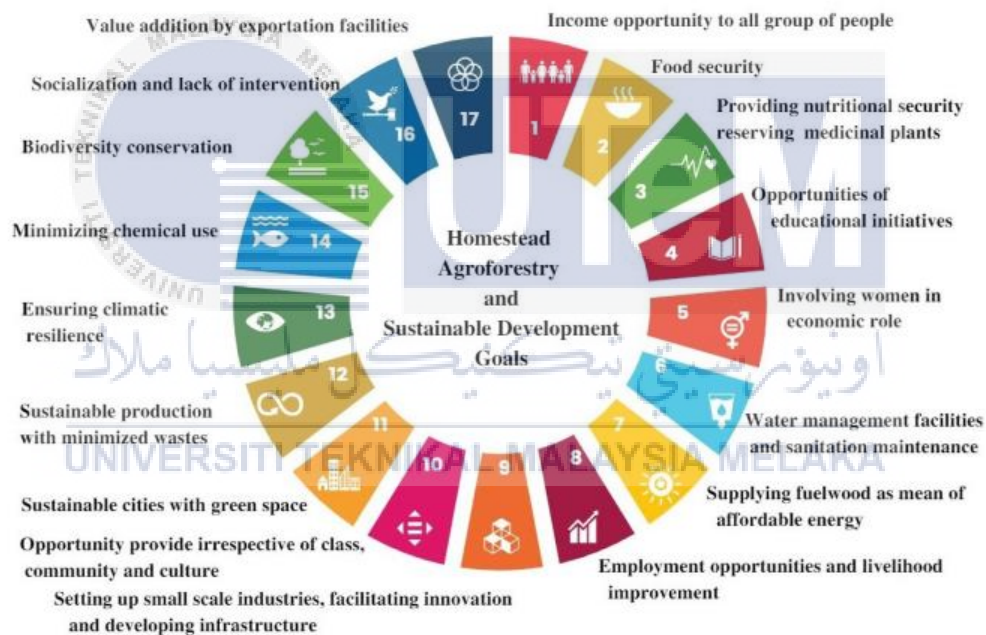 Value addition by exportation facilities
Income opportunity to all group of people
Socialization and lack of intervention
Food security
Biodiversity conservation
Providing nutritional security
reserving medicinal plants
Minimizing chemical use
Opportunities of
educational initiatives
Ensuring climatic
resilience
Involving women in
economic role
Sustainable production
with minimized wastes
Water management facilities
and sanitation maintenance
Sustainable cities with green space
Supplying fuelwood as mean of
affordable energy
Opportunity provide irrespective of class,
community and culture
Employment opportunities and livelihood
improvement
Setting up small scale industries, facilitating innovation
and developing infrastructure
Homestead
Agroforestry
and
Sustainable Development
Goals
1
2
3
4
5
6
7
8
9
10
11
12
13
14
15
16
17
UNIVERSITI TEKNIKAL MALAYSIA MELAKA
UTeM
اونيۏرسيتي تيكنيكل مليسيا ملاك
UNIVERSITI TEKNIKAL MALAYSIA MELAKA